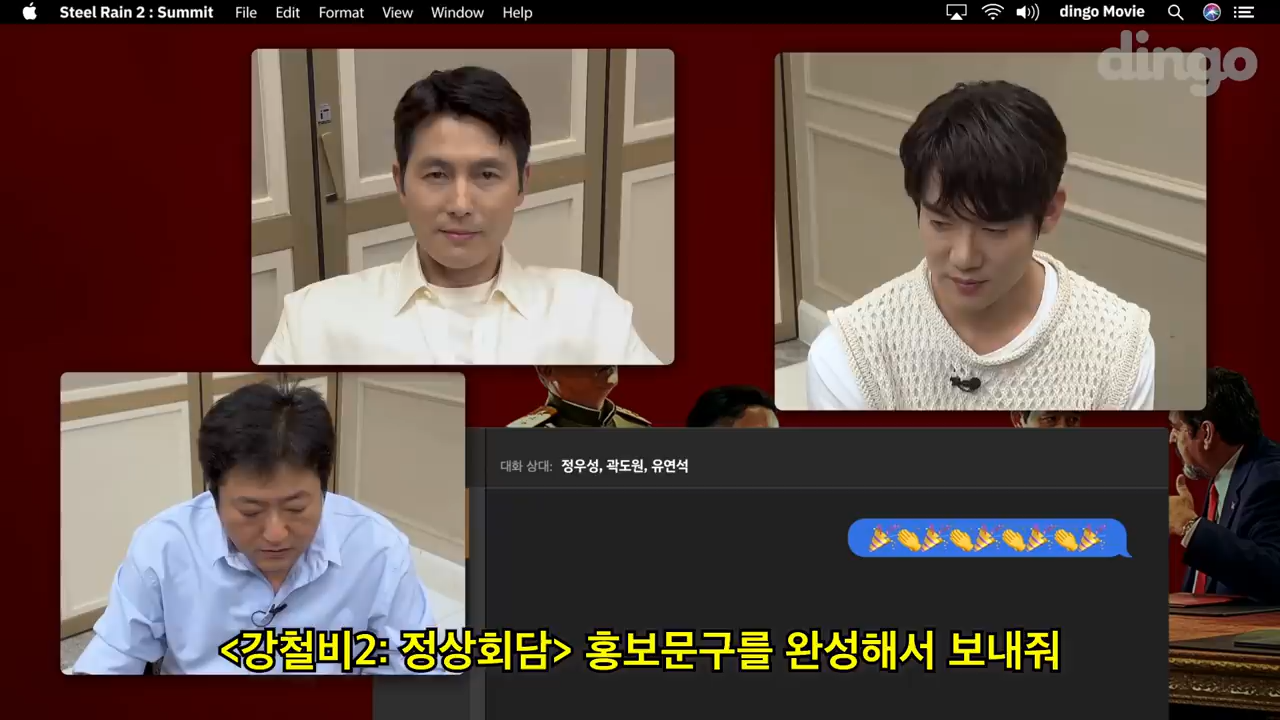 Steel Rain 2 : Summit File Edit Format View Window Help dingo Movie
dingo
대화 상대: 정우성, 곽도원, 유연석
🎉👏🎉👏🎉👏🎉👏🎉
<강철비2: 정상회담> 홍보문구를 완성해서 보내줘